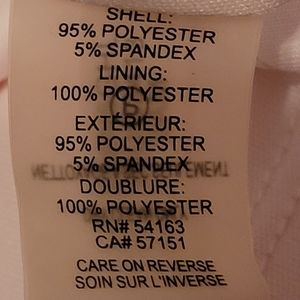 SHELL:
95% POLYESTER
5% SPANDEX
LINING:
100% POLYESTER
EXTÉRIEUR:
95% POLYESTER
5% SPANDEX
DOUBLURE:
100% POLYESTER
RN# 54163
CA# 57151
CARE ON REVERSE
SOIN SUR L'INVERSE